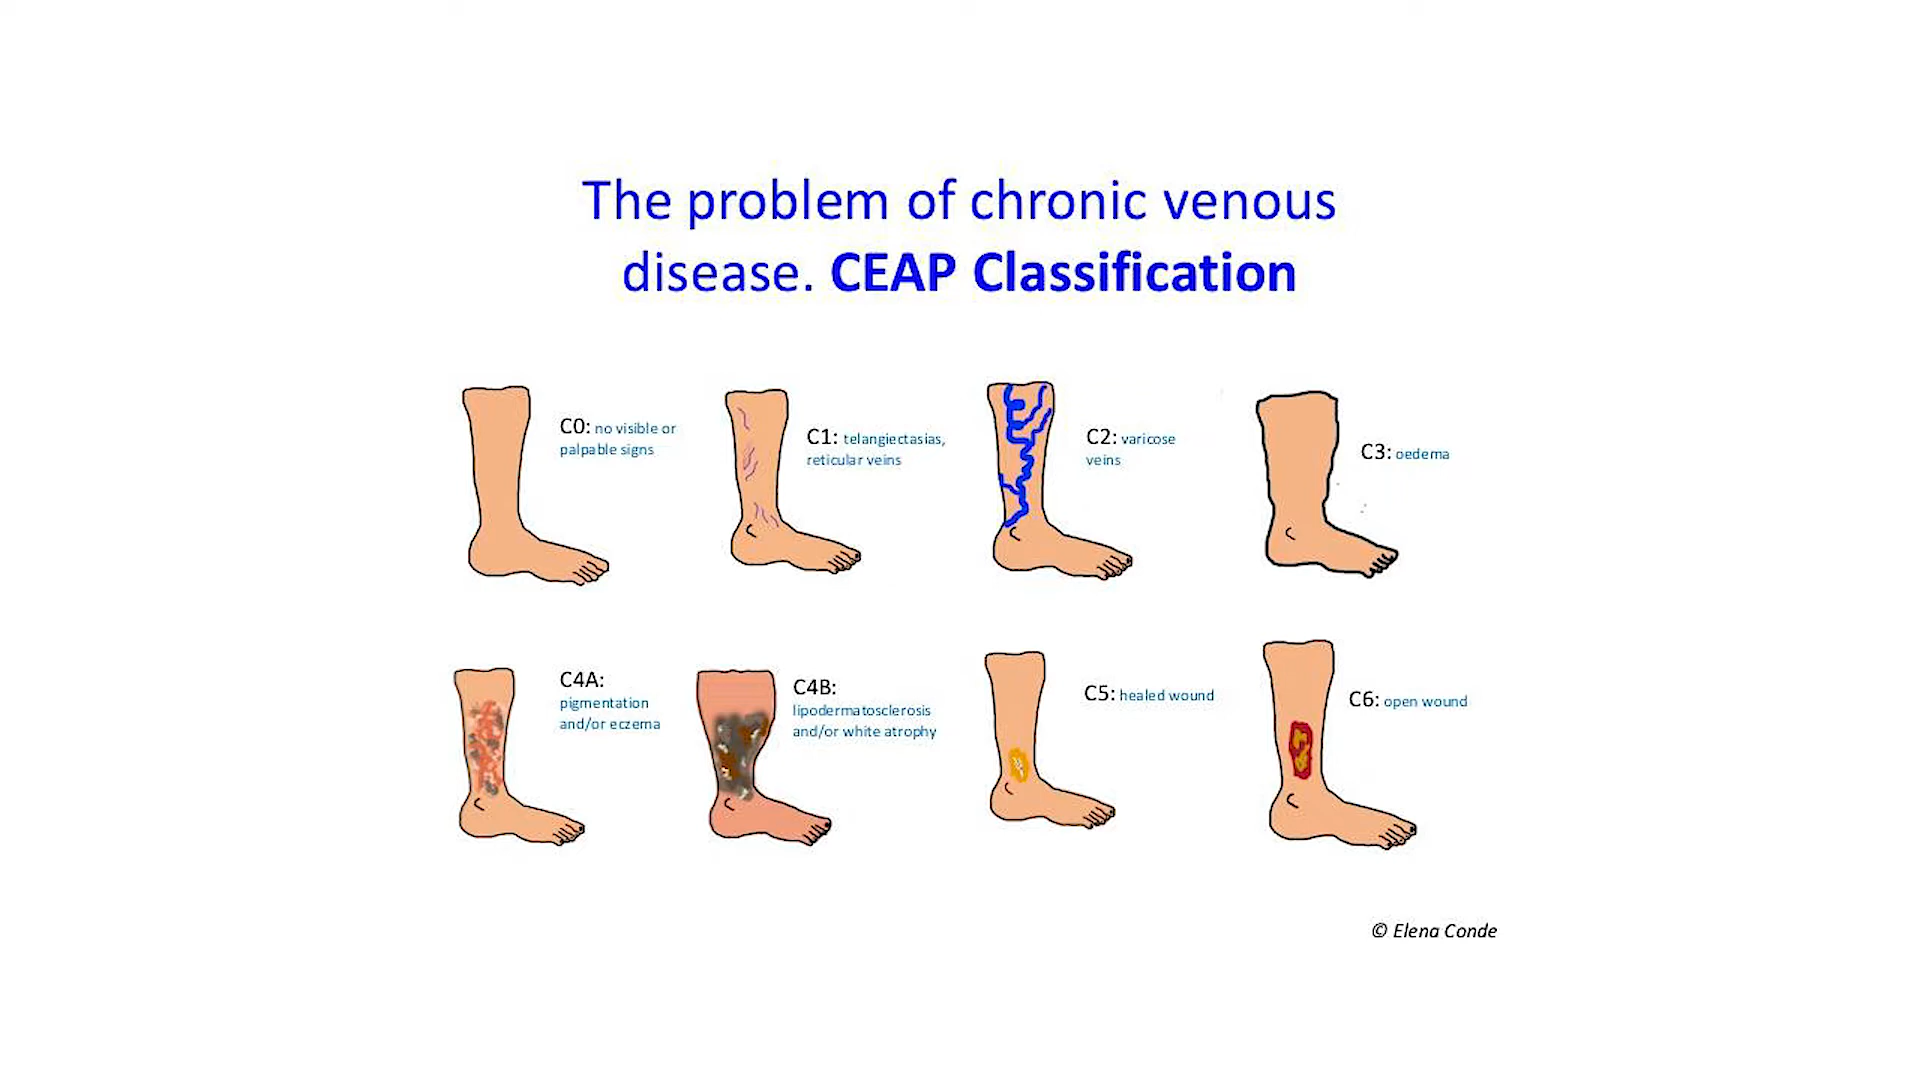 The problem of chronic venous
disease. CEAP Classification
C0: no visible or
palpable signs
C1: telangiectasias,
reticular veins
C2: varicose
veins
C3: oedema
C4A:
pigmentation
and/or eczema
C4B:
lipodermatosclerosis
and/or white atrophy
C5: healed wound
C6: open wound
© Elena Conde